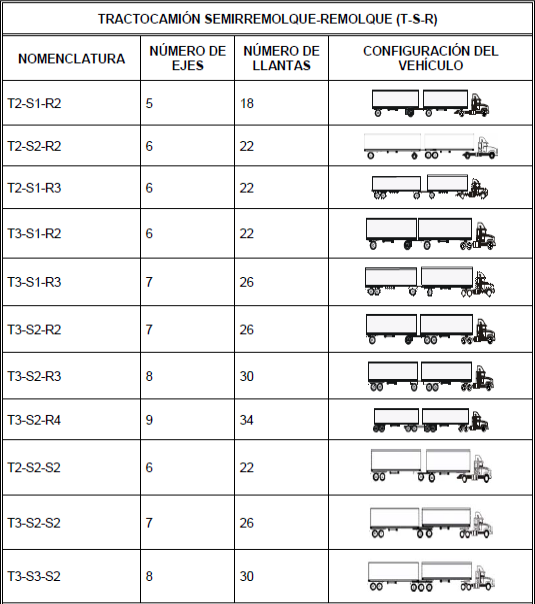 TRACTOCAMIÓN SEMIRREMOLQUE-REMOLQUE (T-S-R)
NOMENCLATURA NÚMERO DE EJES NÚMERO DE LLANTAS CONFIGURACIÓN DEL VEHÍCULO
T2-S1-R2 5 18
T2-S2-R2 6 22
T2-S1-R3 6 22
T3-S1-R2 6 22
T3-S1-R3 7 26
T3-S2-R2 7 26
T3-S2-R3 8 30
T3-S2-R4 9 34
T2-S2-S2 6 22
T3-S2-S2 7 26
T3-S3-S2 8 30